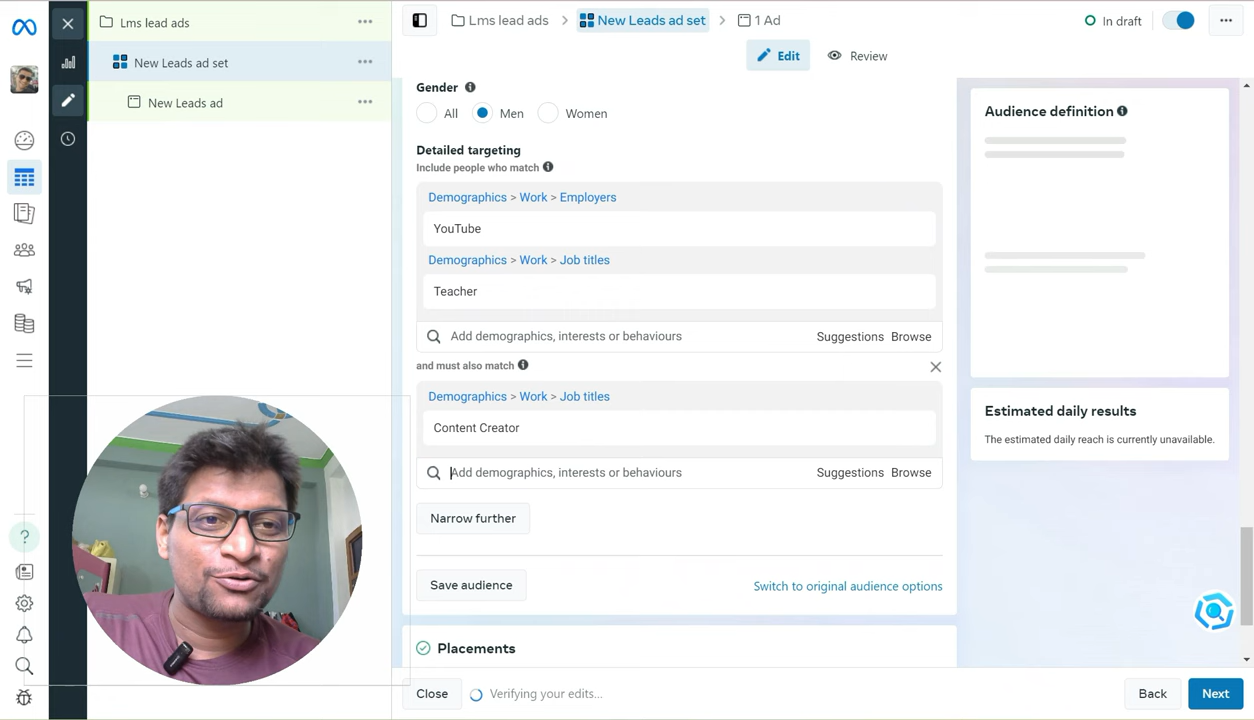 Lms lead ads
New Leads ad set
New Leads ad
Lms lead ads > New Leads ad set > 1 Ad
In draft
Edit
Review
Gender
All
Men
Women
Detailed targeting
Include people who match
Demographics > Work > Employers
YouTube
Demographics > Work > Job titles
Teacher
Add demographics, interests or behaviours
Suggestions Browse
and must also match
Demographics > Work > Job titles
Content Creator
Add demographics, interests or behaviours
Suggestions Browse
Narrow further
Save audience
Switch to original audience options
Placements
Audience definition
Estimated daily results
The estimated daily reach is currently unavailable.
Close
Verifying your edits...
Back
Next